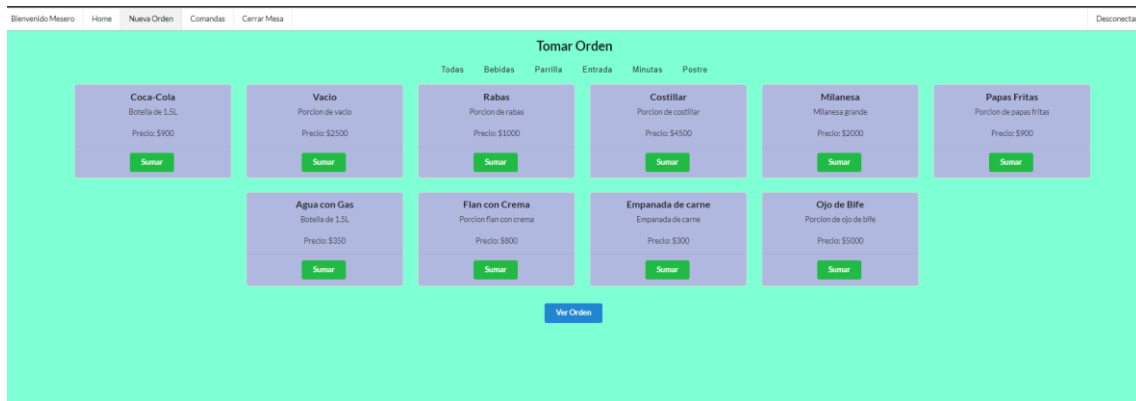 Bienvenido Mesero Home Nueva Orden Comandas Cerrar Mesa Desconectar
Tomar Orden
Todas Bebidas Parrilla Entrada Minutas Postre
Coca-Cola Vacio Rabas Costillar Milanesa Papas Fritas
Botella de 1.5L Porcion de vacio Porcion de rabas Porcion de costillar Milanesa grande Porcion de papas fritas
Precio: $900 Precio: $2500 Precio: $1000 Precio: $4500 Precio: $2000 Precio: $900
Sumar Sumar Sumar Sumar Sumar Sumar
Agua con Gas Flan con Crema Empanada de carne Ojo de Bife
Botella de 1.5L Porcion flan con crema Empanada de carne Porcion de ojo de bife
Precio: $350 Precio: $800 Precio: $300 Precio: $5000
Sumar Sumar Sumar Sumar
Ver Orden